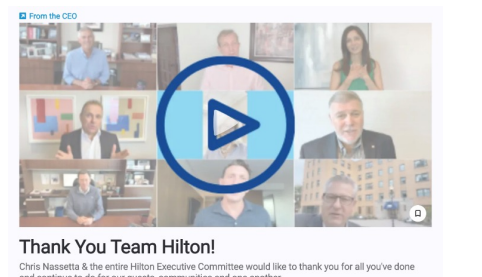 From the CEO
Thank You Team Hilton!
Chris Nassetta & the entire Hilton Executive Committee would like to thank you for all you've done
and continue to do for our guests, communities and one another.